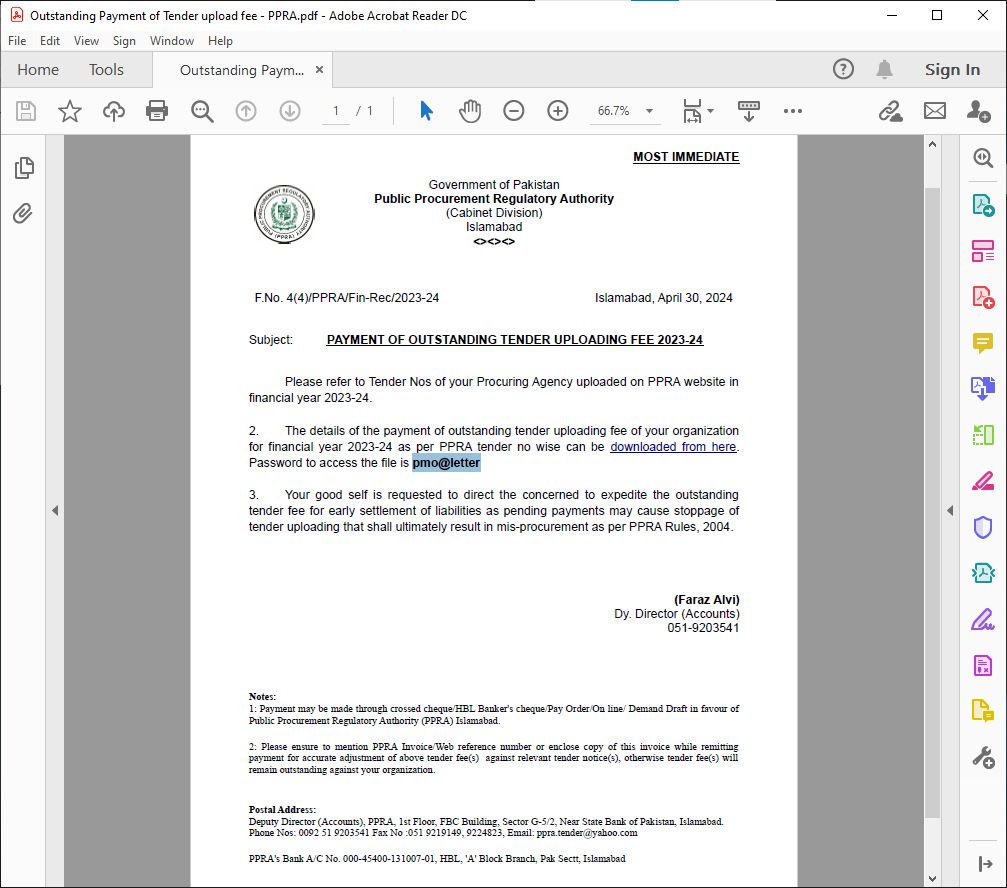 Outstanding Payment of Tender upload fee - PPRA.pdf - Adobe Acrobat Reader DC
File Edit View Sign Window Help
Home Tools Outstanding Paym... × Sign In
1 / 1 66.7%
MOST IMMEDIATE
Government of Pakistan
Public Procurement Regulatory Authority
(Cabinet Division)
Islamabad
<><><>
PUBLIC PROCUREMENT REGULATORY AUTHORITY (PPRA)
F.No. 4(4)/PPRA/Fin-Rec/2023-24 Islamabad, April 30, 2024
Subject: PAYMENT OF OUTSTANDING TENDER UPLOADING FEE 2023-24
Please refer to Tender Nos of your Procuring Agency uploaded on PPRA website in
financial year 2023-24.
2. The details of the payment of outstanding tender uploading fee of your organization
for financial year 2023-24 as per PPRA tender no wise can be downloaded from here.
Password to access the file is pmo@letter
3. Your good self is requested to direct the concerned to expedite the outstanding
tender fee for early settlement of liabilities as pending payments may cause stoppage of
tender uploading that shall ultimately result in mis-procurement as per PPRA Rules, 2004.
(Faraz Alvi)
Dy. Director (Accounts)
051-9203541
Notes:
1: Payment may be made through crossed cheque/HBL Banker's cheque/Pay Order/On line/ Demand Draft in favour of
Public Procurement Regulatory Authority (PPRA) Islamabad.
2: Please ensure to mention PPRA Invoice/Web reference number or enclose copy of this invoice while remitting
payment for accurate adjustment of above tender fee(s) against relevant tender notice(s), otherwise tender fee(s) will
remain outstanding against your organization.
Postal Address:
Deputy Director (Accounts), PPRA, 1st Floor, FBC Building, Sector G-5/2, Near State Bank of Pakistan, Islamabad.
Phone Nos: 0092 51 9203541 Fax No :051 9219149, 9224823, Email: ppra.tender@yahoo.com
PPRA's Bank A/C No. 000-45400-131007-01, HBL, 'A' Block Branch, Pak Sectt, Islamabad